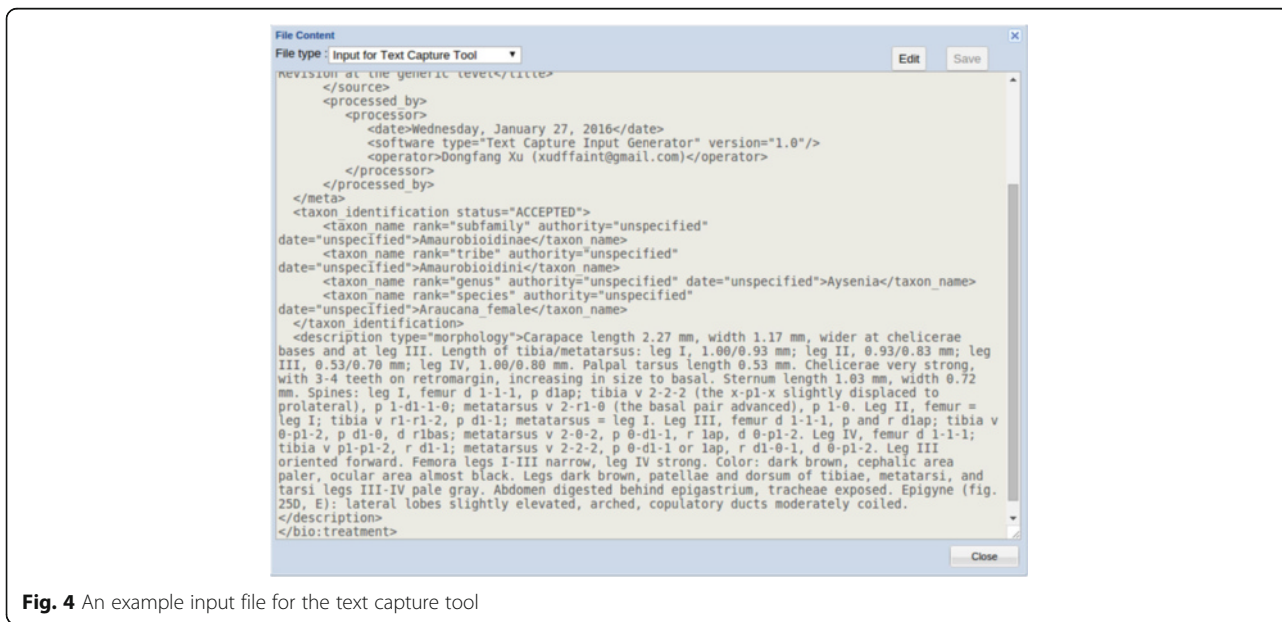 File Content
File type : Input for Text Capture Tool
Edit
Save
Revision at the generic level</title>
</source>
<processed_by>
<processor>
<date>Wednesday, January 27, 2016</date>
<software type="Text Capture Input Generator" version="1.0"/>
<operator>Dongfang Xu (xudffaint@gmail.com)</operator>
</processor>
</processed_by>
</meta>
<taxon_identification status="ACCEPTED">
<taxon_name rank="subfamily" authority="unspecified"
date="unspecified">Amaurobioidinae</taxon_name>
<taxon_name rank="tribe" authority="unspecified"
date="unspecified">Amaurobioidini</taxon_name>
<taxon_name rank="genus" authority="unspecified" date="unspecified">Aysenia</taxon_name>
<taxon_name rank="species" authority="unspecified"
date="unspecified">Araucana_female</taxon_name>
</taxon_identification>
<description type="morphology">Carapace length 2.27 mm, width 1.17 mm, wider at chelicerae
bases and at leg III. Length of tibia/metatarsus: leg I, 1.00/0.93 mm; leg II, 0.93/0.83 mm; leg
III, 0.53/0.70 mm; leg IV, 1.00/0.80 mm. Palpal tarsus length 0.53 mm. Chelicerae very strong,
with 3-4 teeth on retromargin, increasing in size to basal. Sternum length 1.03 mm, width 0.72
mm. Spines: leg I, femur d 1-1-1, p d1ap; tibia v 2-2-2 (the x-p1-x slightly displaced to
prolateral), p 1-d1-1-0; metatarsus v 2-r1-0 (the basal pair advanced), p 1-0. Leg II, femur =
leg I; tibia v r1-r1-2, p d1-1; metatarsus = leg I. Leg III, femur d 1-1-1, p and r d1ap; tibia v
0-p1-2, p d1-0, d r1bas; metatarsus v 2-0-2, p 0-d1-1, r 1ap, d 0-p1-2. Leg IV, femur d 1-1-1;
tibia v p1-p1-2, r d1-1; metatarsus v 2-2-2, p 0-d1-1 or 1ap, r d1-0-1, d 0-p1-2. Leg III
oriented forward. Femora legs I-III narrow, leg IV strong. Color: dark brown, cephalic area
paler, ocular area almost black. Legs dark brown, patellae and dorsum of tibiae, metatarsi, and
tarsi legs III-IV pale gray. Abdomen digested behind epigastrium, tracheae exposed. Epigyne (fig.
25D, E): lateral lobes slightly elevated, arched, copulatory ducts moderately coiled.
</description>
</bio:treatment>
Close
Fig. 4 An example input file for the text capture tool